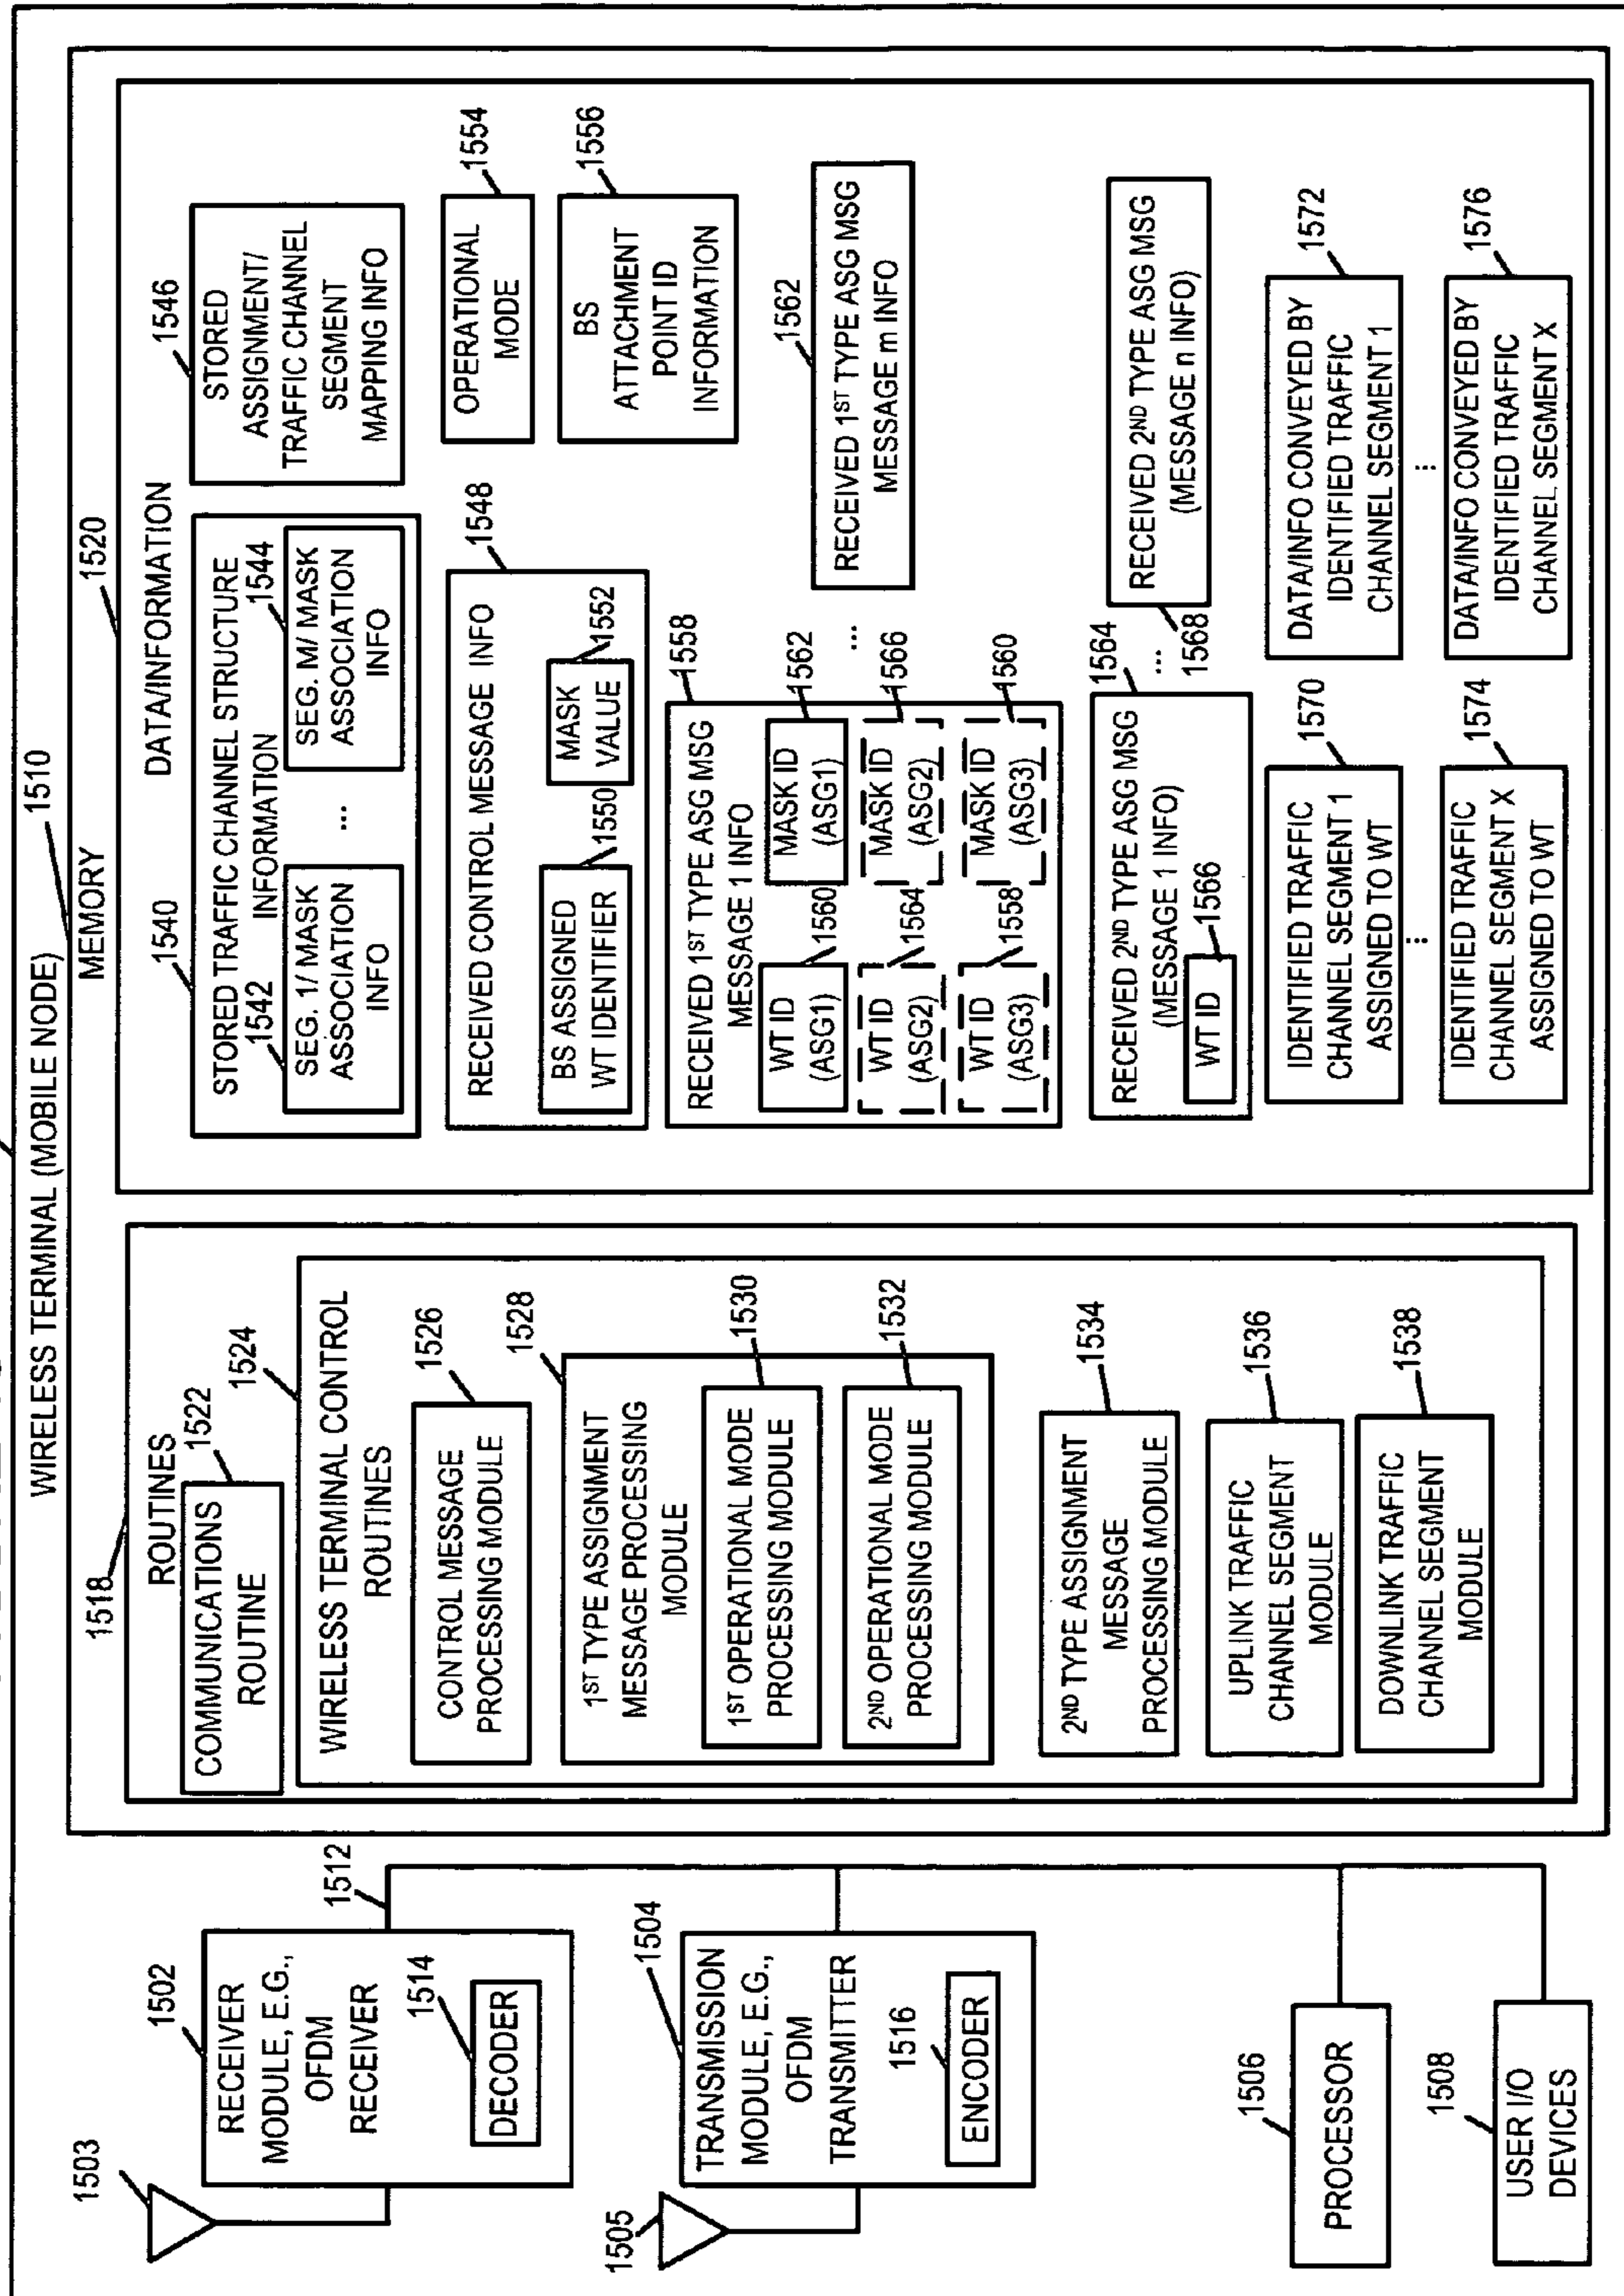 WIRELESS TERMINAL (MOBILE NODE)
1510
1503
1502
RECEIVER
MODULE, E.G.,
OFDM
RECEIVER
1514
DECODER
1512
1505
1504
TRANSMISSION
MODULE, E.G.,
OFDM
TRANSMITTER
1516
ENCODER
1506
PROCESSOR
1508
USER I/O
DEVICES
MEMORY
1520
1518
ROUTINES
1522
COMMUNICATIONS
ROUTINE
1524
WIRELESS TERMINAL CONTROL
ROUTINES
1526
CONTROL MESSAGE
PROCESSING MODULE
1528
1ST TYPE ASSIGNMENT
MESSAGE PROCESSING
MODULE
1530
1ST OPERATIONAL MODE
PROCESSING MODULE
1532
2ND OPERATIONAL MODE
PROCESSING MODULE
1534
2ND TYPE ASSIGNMENT
MESSAGE
PROCESSING MODULE
1536
UPLINK TRAFFIC
CHANNEL SEGMENT
MODULE
1538
DOWNLINK TRAFFIC
CHANNEL SEGMENT
MODULE
DATA/INFORMATION
1540
STORED TRAFFIC CHANNEL STRUCTURE
INFORMATION
1542
SEG. 1/ MASK
ASSOCIATION
INFO
...
1544
SEG. M/ MASK
ASSOCIATION
INFO
1546
STORED
ASSIGNMENT/
TRAFFIC CHANNEL
SEGMENT
MAPPING INFO
1548
RECEIVED CONTROL MESSAGE INFO
1550
BS ASSIGNED
WT IDENTIFIER
1552
MASK
VALUE
1554
OPERATIONAL
MODE
1556
BS
ATTACHMENT
POINT ID
INFORMATION
1558
RECEIVED 1ST TYPE ASG MSG
MESSAGE 1 INFO
WT ID
(ASG1)
1560
MASK ID
(ASG1)
1562
WT ID
(ASG2)
1564
MASK ID
(ASG2)
1566
WT ID
(ASG3)
1558
MASK ID
(ASG3)
1560
...
1562
RECEIVED 1ST TYPE ASG MSG
MESSAGE m INFO
1564
RECEIVED 2ND TYPE ASG MSG
(MESSAGE 1 INFO)
WT ID
1566
...
1568
RECEIVED 2ND TYPE ASG MSG
(MESSAGE n INFO)
1570
IDENTIFIED TRAFFIC
CHANNEL SEGMENT 1
ASSIGNED TO WT
1572
DATA/INFO CONVEYED BY
IDENTIFIED TRAFFIC
CHANNEL SEGMENT 1
...
...
1574
IDENTIFIED TRAFFIC
CHANNEL SEGMENT X
ASSIGNED TO WT
1576
DATA/INFO CONVEYED BY
IDENTIFIED TRAFFIC
CHANNEL SEGMENT X